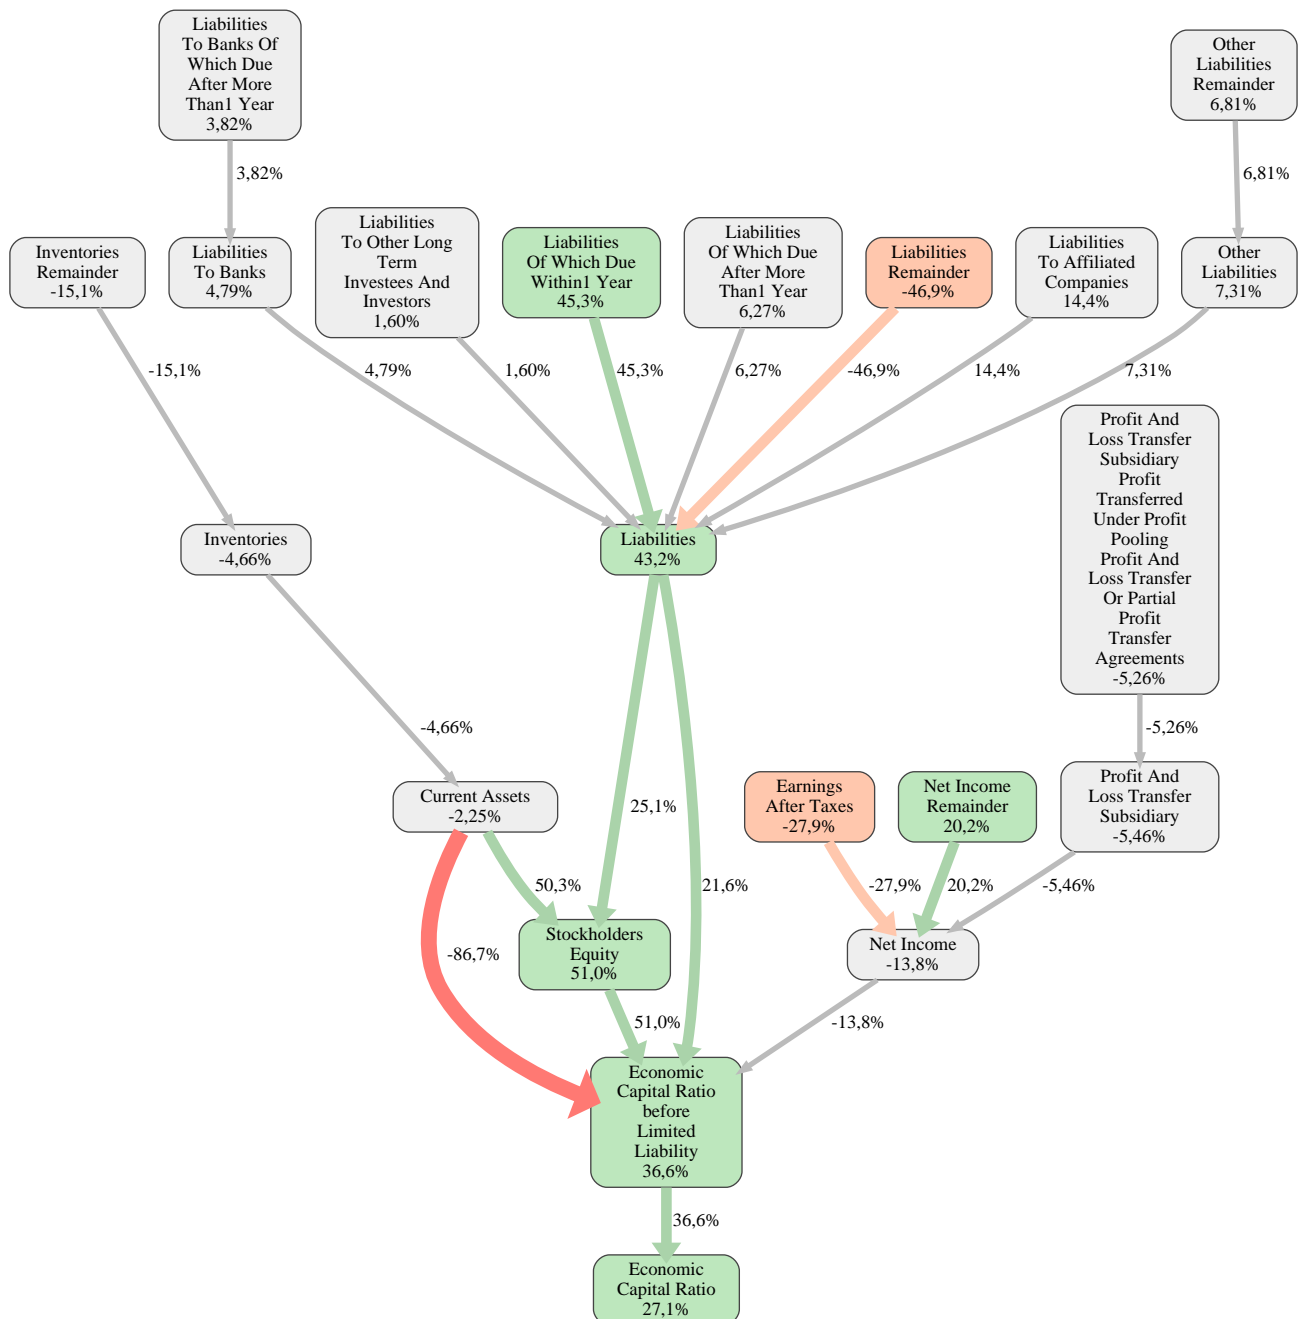 Liabilities
To Banks Of
Which Due
After More
Than1 Year
3,82%
Other
Liabilities
Remainder
6,81%
3,82%
6,81%
Inventories
Remainder
-15,1%
Liabilities
To Banks
4,79%
Liabilities
To Other Long
Term
Investees And
Investors
1,60%
Liabilities
Of Which Due
Within1 Year
45,3%
Liabilities
Of Which Due
After More
Than1 Year
6,27%
Liabilities
Remainder
-46,9%
Liabilities
To Affiliated
Companies
14,4%
Other
Liabilities
7,31%
-15,1%
4,79%
1,60%
45,3%
6,27%
-46,9%
14,4%
7,31%
Profit And
Loss Transfer
Subsidiary
Profit
Transferred
Under Profit
Pooling
Profit And
Loss Transfer
Or Partial
Profit
Transfer
Agreements
-5,26%
Inventories
-4,66%
Liabilities
43,2%
-4,66%
-5,26%
Current Assets
-2,25%
25,1%
21,6%
Earnings
After Taxes
-27,9%
Net Income
Remainder
20,2%
Profit And
Loss Transfer
Subsidiary
-5,46%
50,3%
-86,7%
-27,9%
20,2%
-5,46%
Stockholders
Equity
51,0%
Net Income
-13,8%
51,0%
-13,8%
Economic
Capital Ratio
before
Limited
Liability
36,6%
36,6%
Economic
Capital Ratio
27,1%